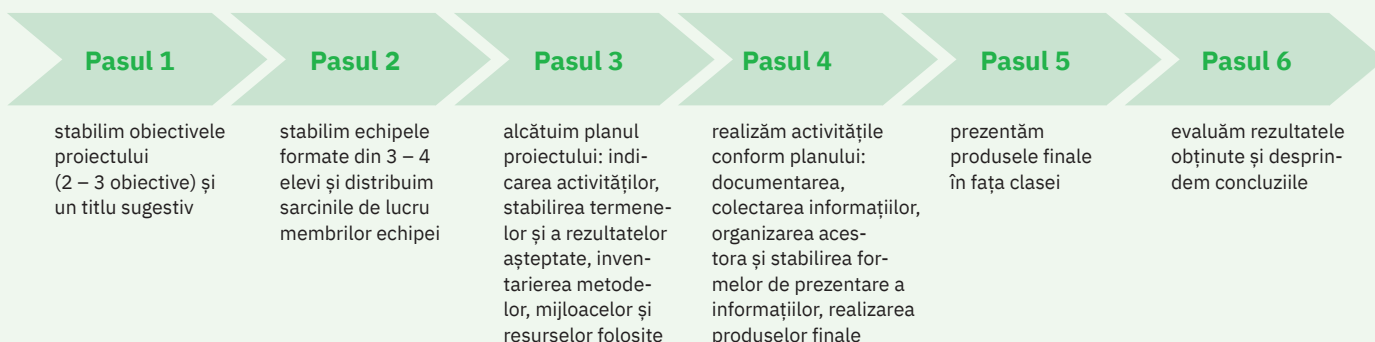 Pasul 1
stabilim obiectivele
proiectului
(2 – 3 obiective) și
un titlu sugestiv
Pasul 2
stabilim echipele
formate din 3 – 4
elevi și distribuim
sarcinile de lucru
membrilor echipei
Pasul 3
alcătuim planul
proiectului: indi-
carea activităților,
stabilirea termene-
lor și a rezultatelor
așteptate, inven-
tarierea metode-
lor, mijloacelor și
resurselor folosite
Pasul 4
realizăm activitățile
conform planului:
documentarea,
colectarea informațiilor,
organizarea aces-
tora și stabilirea for-
melor de prezentare a
informațiilor, realizarea
produselor finale
Pasul 5
prezentăm
produsele finale
în fața clasei
Pasul 6
evaluăm rezultatele
obținute și desprin-
dem concluziile